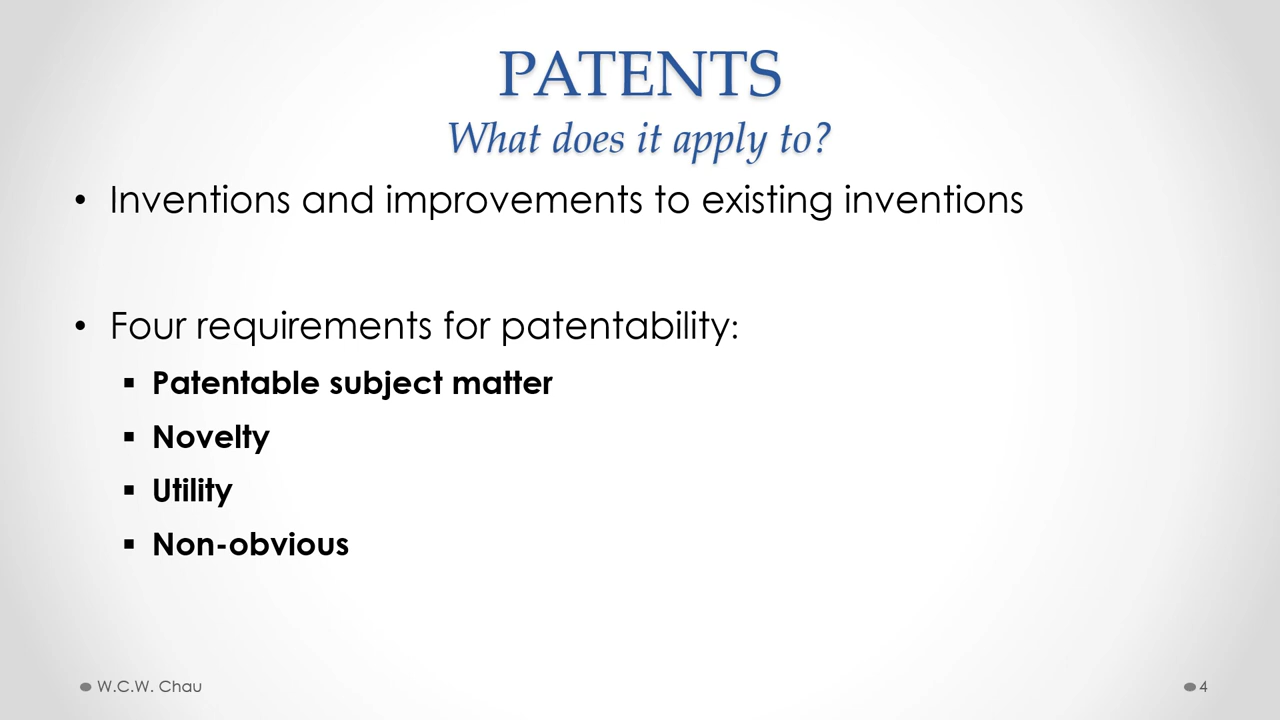 PATENTS
What does it apply to?
• Inventions and improvements to existing inventions
• Four requirements for patentability:
▪ Patentable subject matter
▪ Novelty
▪ Utility
▪ Non-obvious
W.C.W. Chau
4